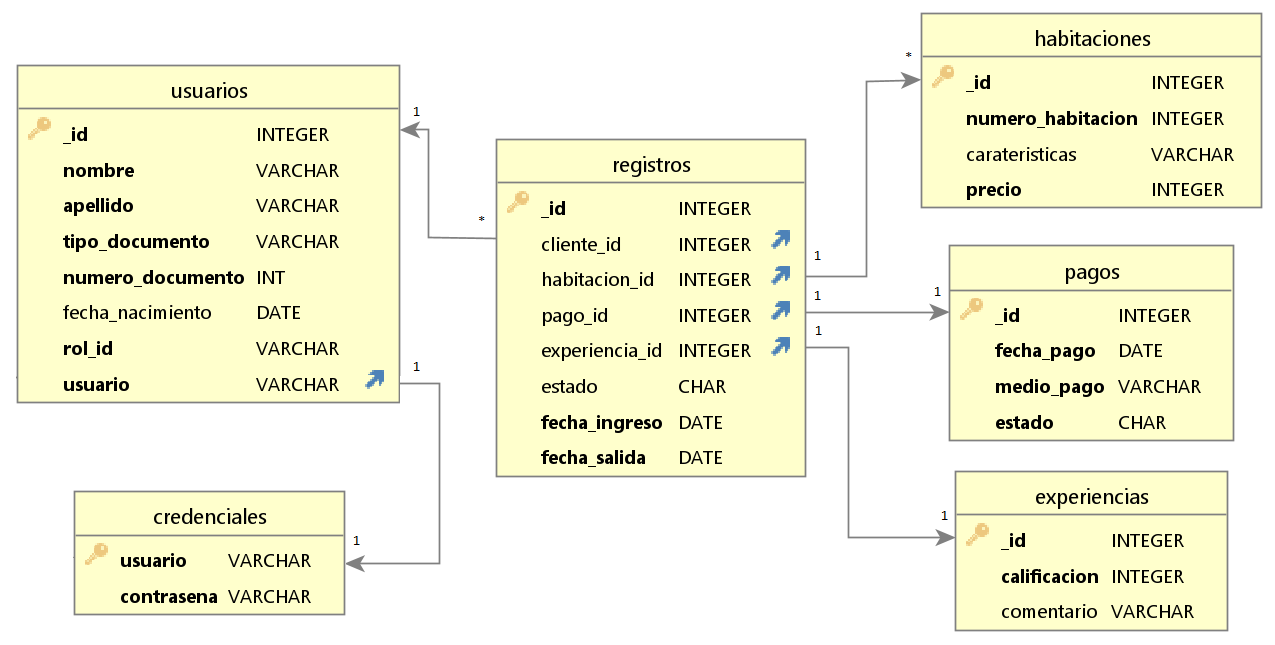 usuarios
_id INTEGER
nombre VARCHAR
apellido VARCHAR
tipo_documento VARCHAR
numero_documento INT
fecha_nacimiento DATE
rol_id VARCHAR
usuario VARCHAR
1
1
*
credenciales
usuario VARCHAR
contrasena VARCHAR
1
registros
_id INTEGER
cliente_id INTEGER
habitacion_id INTEGER
pago_id INTEGER
experiencia_id INTEGER
estado CHAR
fecha_ingreso DATE
fecha_salida DATE
1
1
1
*
habitaciones
_id INTEGER
numero_habitacion INTEGER
carateristicas VARCHAR
precio INTEGER
1
pagos
_id INTEGER
fecha_pago DATE
medio_pago VARCHAR
estado CHAR
1
experiencias
_id INTEGER
calificacion INTEGER
comentario VARCHAR